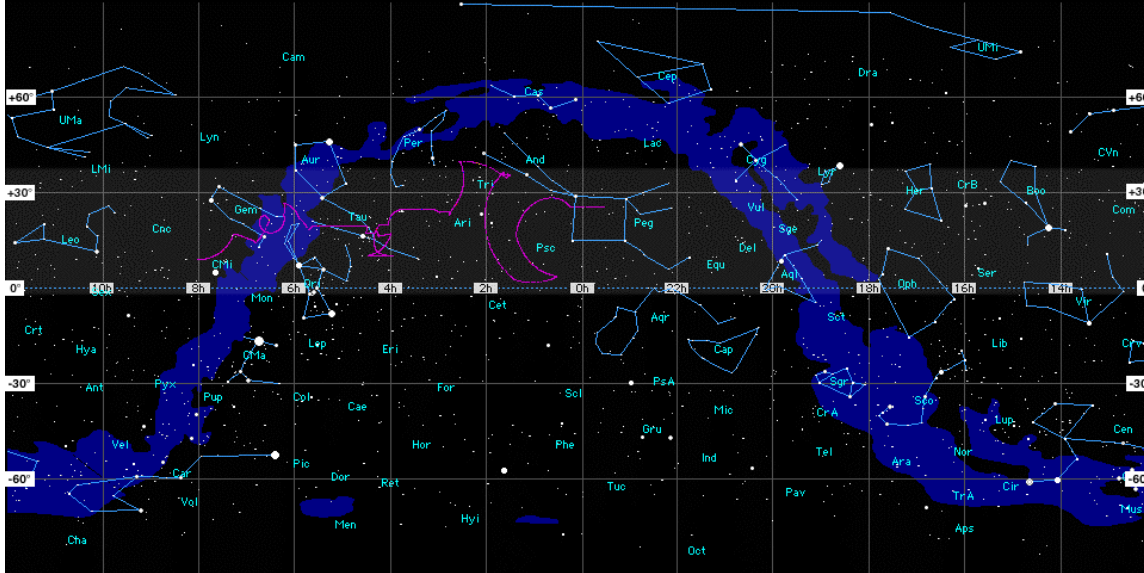 Cam
UMi
Cep
Dra
+60°
Cas
+60
UMa
Lyn
Per
Lac
Cyg
CVn
Aur
And
LMi
Tri
Lyr
+30°
Her
CrB
Boo
+30
Gem
Tau
Ari
Peg
Vul
Com
Cnc
Sge
Leo
Psc
Del
CMi
Equ
Aql
Ser
0°
10h
Ori
6h
4h
2h
0h
22h
20h
18h
Oph
16h
14h
Mon
Cet
Vir
Aqr
Sct
Crt
Hya
Lep
Eri
Cap
Lib
Crv
CMa
-30°
Ant
Pyx
Pup
Col
Cae
For
Scl
PsA
Mic
Sgr
CrA
Sco
-30
Lup
Vel
Hor
Phe
Gru
Ind
Tel
Ara
Nor
Cen
-60°
Car
Pic
Dor
Ret
Tuc
Pav
Cir
-60
Vol
TrA
Mus
Cha
Men
Hyi
Oct
Aps